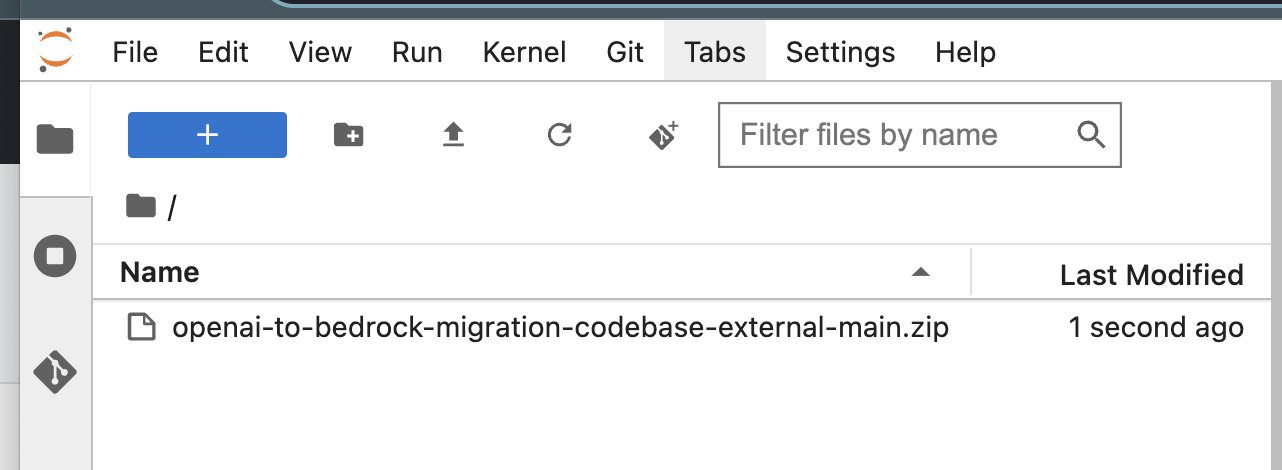 File Edit View Run Kernel Git Tabs Settings Help
+ Filter files by name
/
Name Last Modified
openai-to-bedrock-migration-codebase-external-main.zip 1 second ago